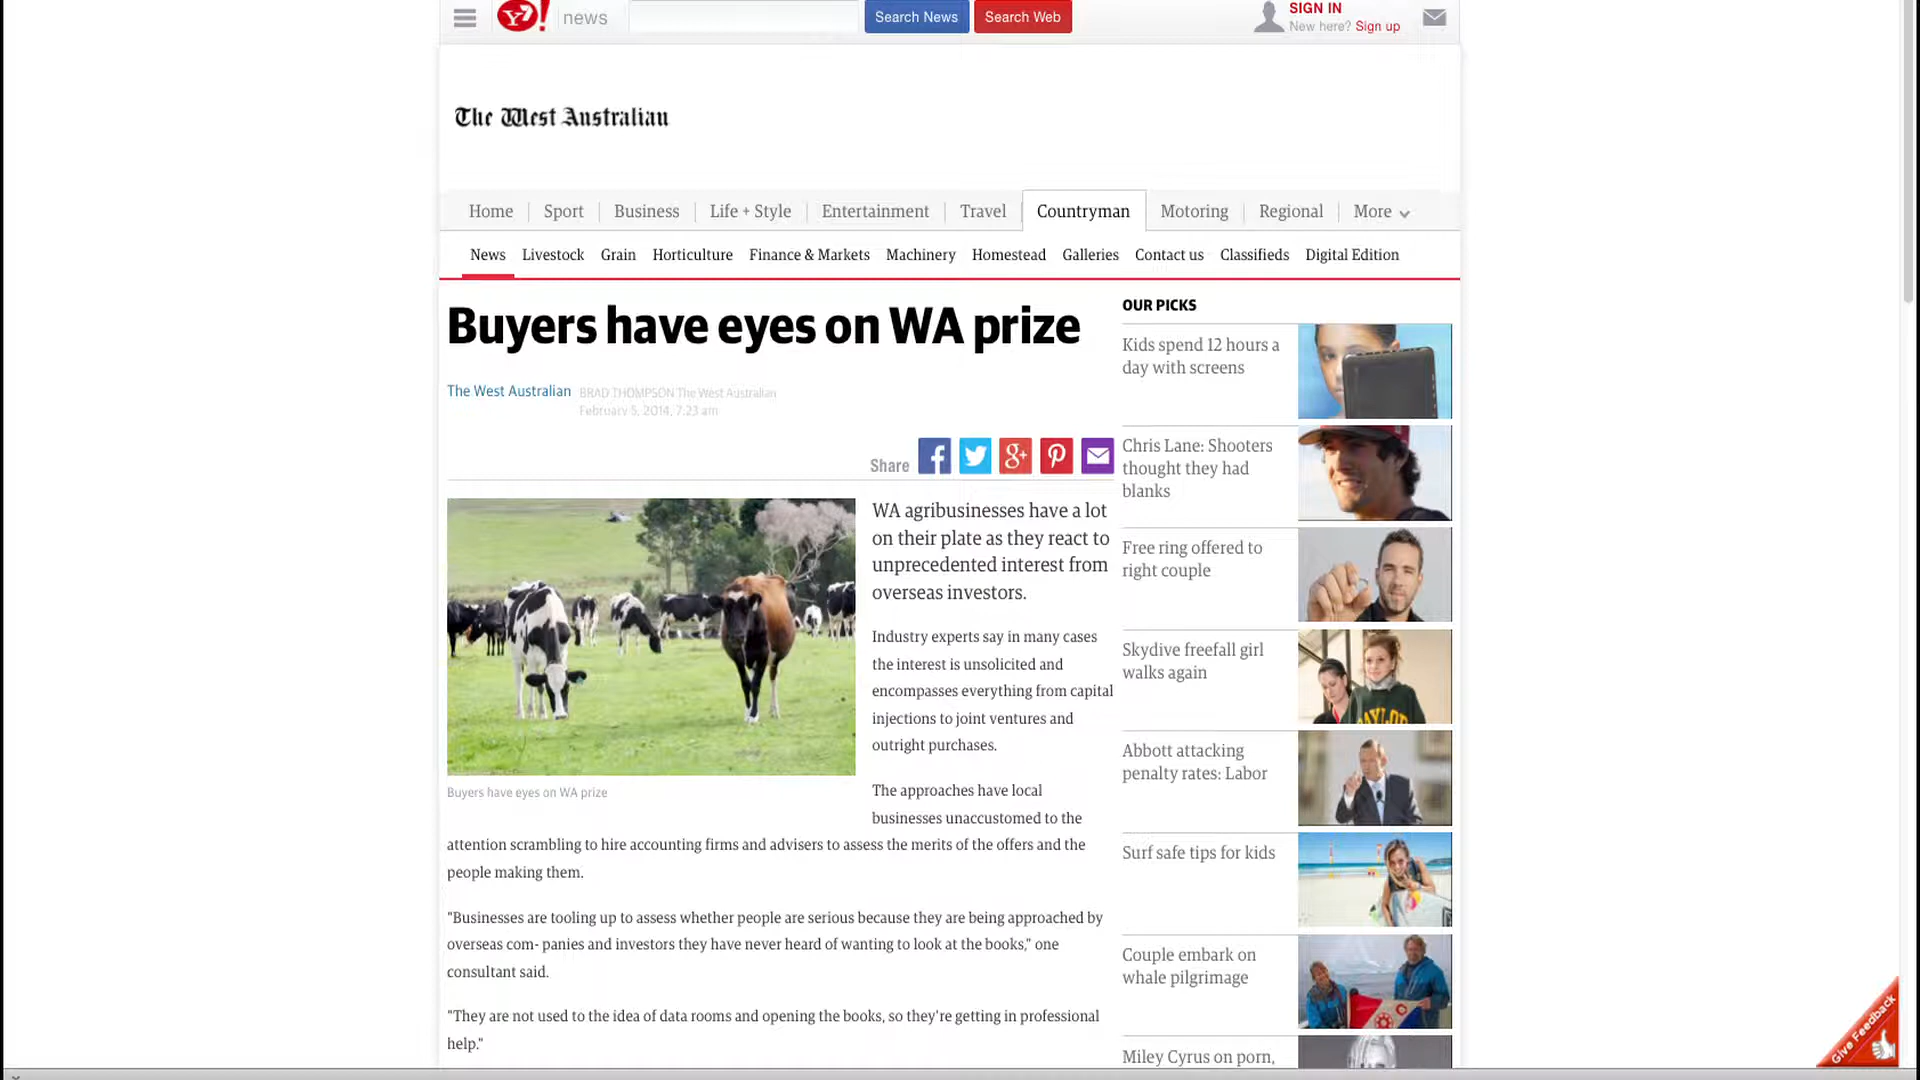 Y! news
Search News
Search Web
SIGN IN
New here? Sign up
The West Australian
Home
Sport
Business
Life + Style
Entertainment
Travel
Countryman
Motoring
Regional
More
News
Livestock
Grain
Horticulture
Finance & Markets
Machinery
Homestead
Galleries
Contact us
Classifieds
Digital Edition
Buyers have eyes on WA prize
The West Australian
BRAD THOMPSON The West Australian
February 5, 2014, 7:23 am
Share
Buyers have eyes on WA prize
WA agribusinesses have a lot
on their plate as they react to
unprecedented interest from
overseas investors.
Industry experts say in many cases
the interest is unsolicited and
encompasses everything from capital
injections to joint ventures and
outright purchases.
The approaches have local
businesses unaccustomed to the
attention scrambling to hire accounting firms and advisers to assess the merits of the offers and the
people making them.
"Businesses are tooling up to assess whether people are serious because they are being approached by
overseas com- panies and investors they have never heard of wanting to look at the books," one
consultant said.
"They are not used to the idea of data rooms and opening the books, so they're getting in professional
help."
OUR PICKS
Kids spend 12 hours a
day with screens
Chris Lane: Shooters
thought they had
blanks
Free ring offered to
right couple
Skydive freefall girl
walks again
Abbott attacking
penalty rates: Labor
Surf safe tips for kids
Couple embark on
whale pilgrimage
Miley Cyrus on porn,
Give Feedback